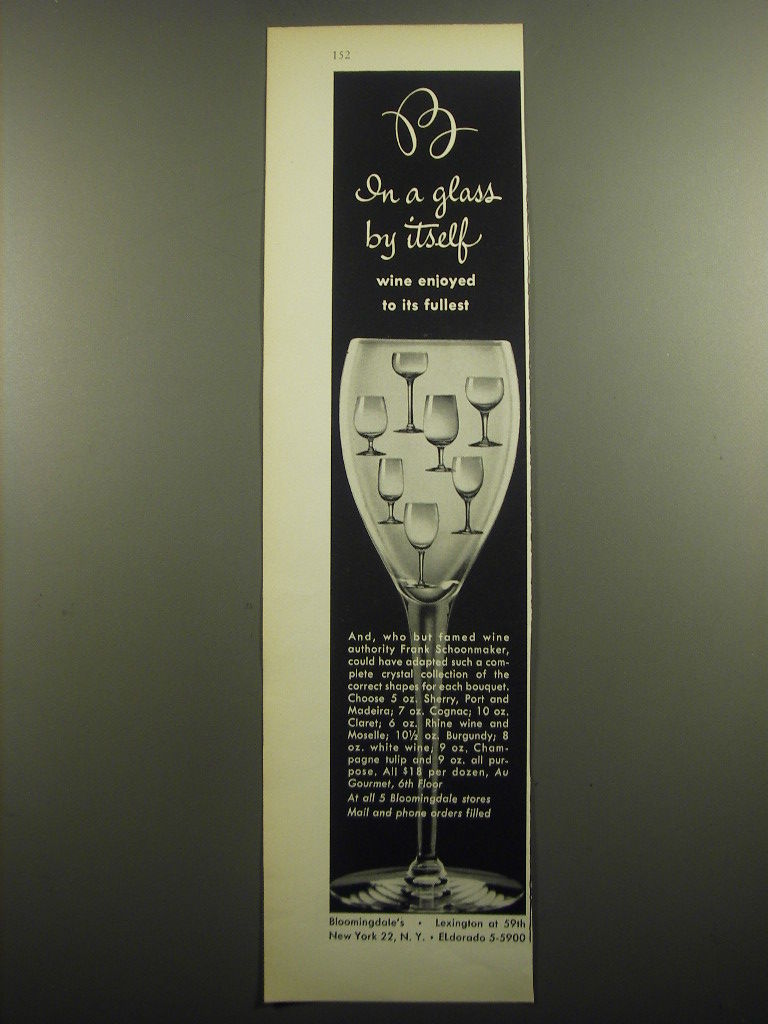 152
B
In a glass
by itself
wine enjoyed
to its fullest
And, who but famed wine
authority Frank Schoonmaker,
could have adapted such a com-
plete crystal collection of the
correct shapes for each bouquet.
Choose 5 oz. Sherry, Port and
Madeira; 7 oz. Cognac; 10 oz.
Claret; 6 oz. Rhine wine and
Moselle; 10½ oz. Burgundy; 8
oz. white wine; 9 oz. Cham-
pagne tulip and 9 oz. all pur-
pose. All $18 per dozen, Au
Gourmet, 6th Floor
At all 5 Bloomingdale stores
Mail and phone orders filled
Bloomingdale's • Lexington at 59th
New York 22, N. Y. • ELdorado 5-5900